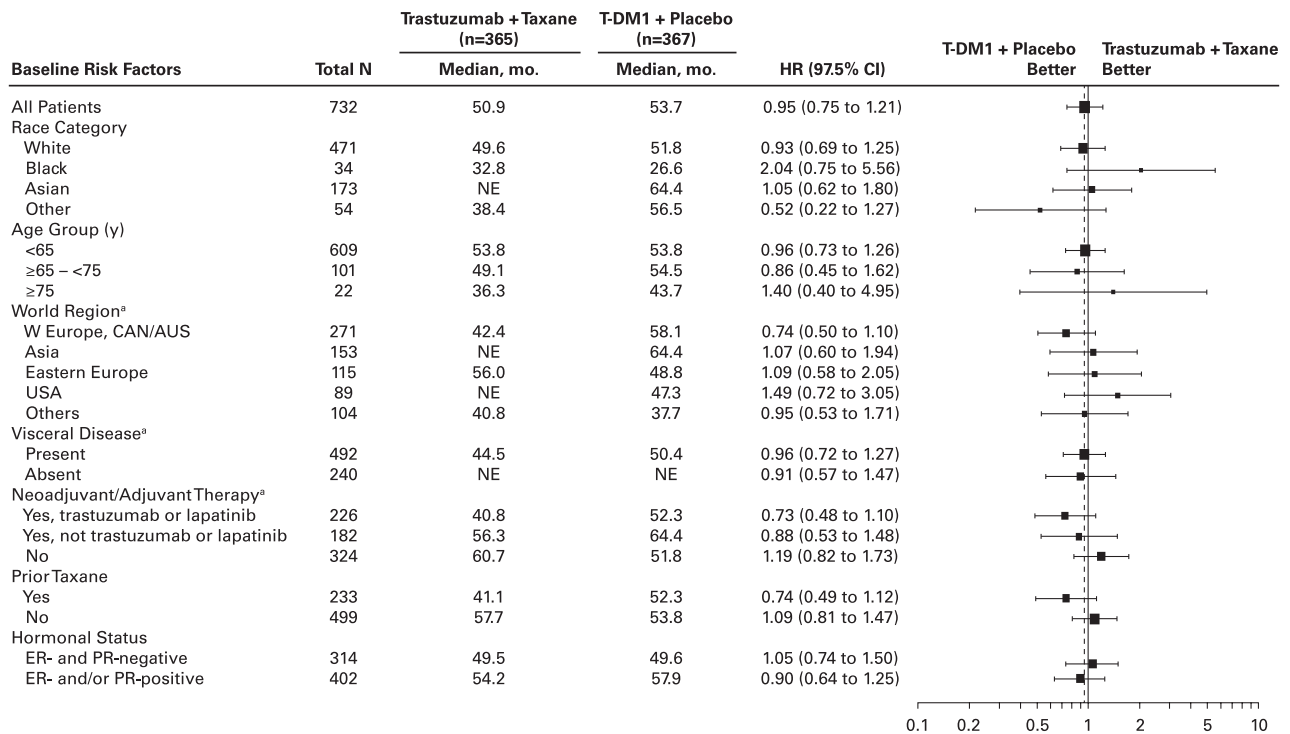 Trastuzumab + Taxane T-DM1 + Placebo
(n=365) (n=367)
T-DM1 + Placebo Trastuzumab + Taxane
Baseline Risk Factors Total N Median, mo. Median, mo. HR (97.5% CI) Better Better
All Patients 732 50.9 53.7 0.95 (0.75 to 1.21)
Race Category
White 471 49.6 51.8 0.93 (0.69 to 1.25)
Black 34 32.8 26.6 2.04 (0.75 to 5.56)
Asian 173 NE 64.4 1.05 (0.62 to 1.80)
Other 54 38.4 56.5 0.52 (0.22 to 1.27)
Age Group (y)
<65 609 53.8 53.8 0.96 (0.73 to 1.26)
≥65 – <75 101 49.1 54.5 0.86 (0.45 to 1.62)
≥75 22 36.3 43.7 1.40 (0.40 to 4.95)
World Regionᵃ
W Europe, CAN/AUS 271 42.4 58.1 0.74 (0.50 to 1.10)
Asia 153 NE 64.4 1.07 (0.60 to 1.94)
Eastern Europe 115 56.0 48.8 1.09 (0.58 to 2.05)
USA 89 NE 47.3 1.49 (0.72 to 3.05)
Others 104 40.8 37.7 0.95 (0.53 to 1.71)
Visceral Diseaseᵃ
Present 492 44.5 50.4 0.96 (0.72 to 1.27)
Absent 240 NE NE 0.91 (0.57 to 1.47)
Neoadjuvant/Adjuvant Therapyᵃ
Yes, trastuzumab or lapatinib 226 40.8 52.3 0.73 (0.48 to 1.10)
Yes, not trastuzumab or lapatinib 182 56.3 64.4 0.88 (0.53 to 1.48)
No 324 60.7 51.8 1.19 (0.82 to 1.73)
Prior Taxane
Yes 233 41.1 52.3 0.74 (0.49 to 1.12)
No 499 57.7 53.8 1.09 (0.81 to 1.47)
Hormonal Status
ER- and PR-negative 314 49.5 49.6 1.05 (0.74 to 1.50)
ER- and/or PR-positive 402 54.2 57.9 0.90 (0.64 to 1.25)
0.1 0.2 0.5 1 2 5 10